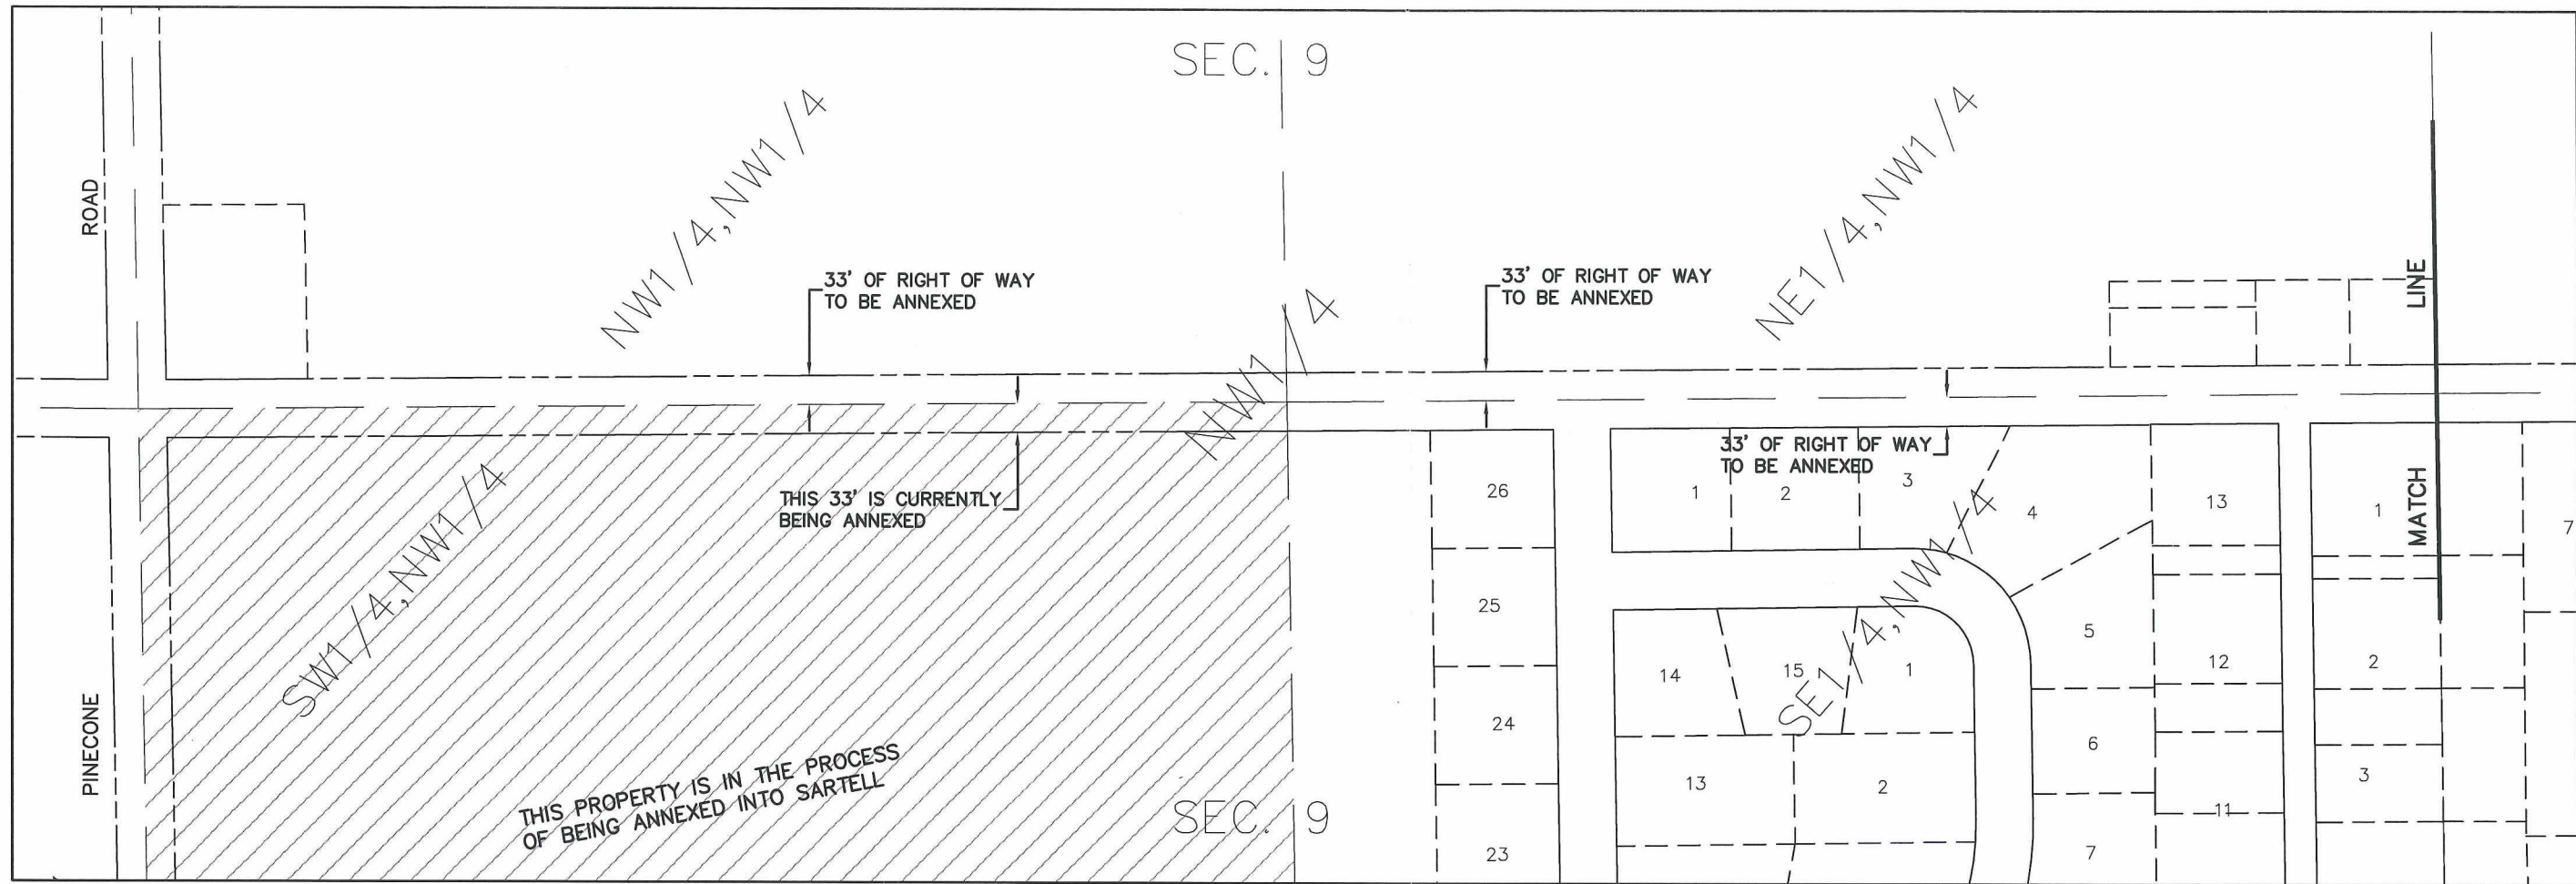 SEC. 9
ROAD
NW1/4,NW1/4
NE1/4,NW1/4
33' OF RIGHT OF WAY
TO BE ANNEXED
33' OF RIGHT OF WAY
TO BE ANNEXED
LINE
NW1/4
33' OF RIGHT OF WAY
TO BE ANNEXED
THIS 33' IS CURRENTLY
BEING ANNEXED
SW1/4,NW1/4
SE1/4,NW1/4
MATCH
26
1
2
3
4
13
1
7
25
5
14
15
1
12
2
24
6
3
13
2
11
23
7
PINECONE
THIS PROPERTY IS IN THE PROCESS
OF BEING ANNEXED INTO SARTELL
SEC. 9